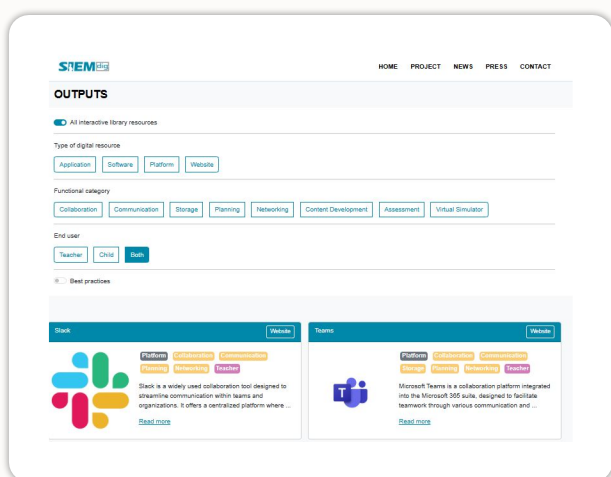 STEM dig
HOME PROJECT NEWS PRESS CONTACT
OUTPUTS
All interactive library resources
Type of digital resource
Application Software Platform Website
Functional category
Collaboration Communication Storage Planning Networking Content Development Assessment Virtual Simulator
End user
Teacher Child Both
Best practices
Slack Website
Platform Collaboration Communication
Planning Networking Teacher
Slack is a widely used collaboration tool designed to
streamline communication within teams and
organizations. It offers a centralized platform where ...
Read more
Teams Website
Platform Collaboration Communication
Storage Planning Networking Teacher
T
Microsoft Teams is a collaboration platform integrated
into the Microsoft 365 suite, designed to facilitate
teamwork through various communication and ...
Read more